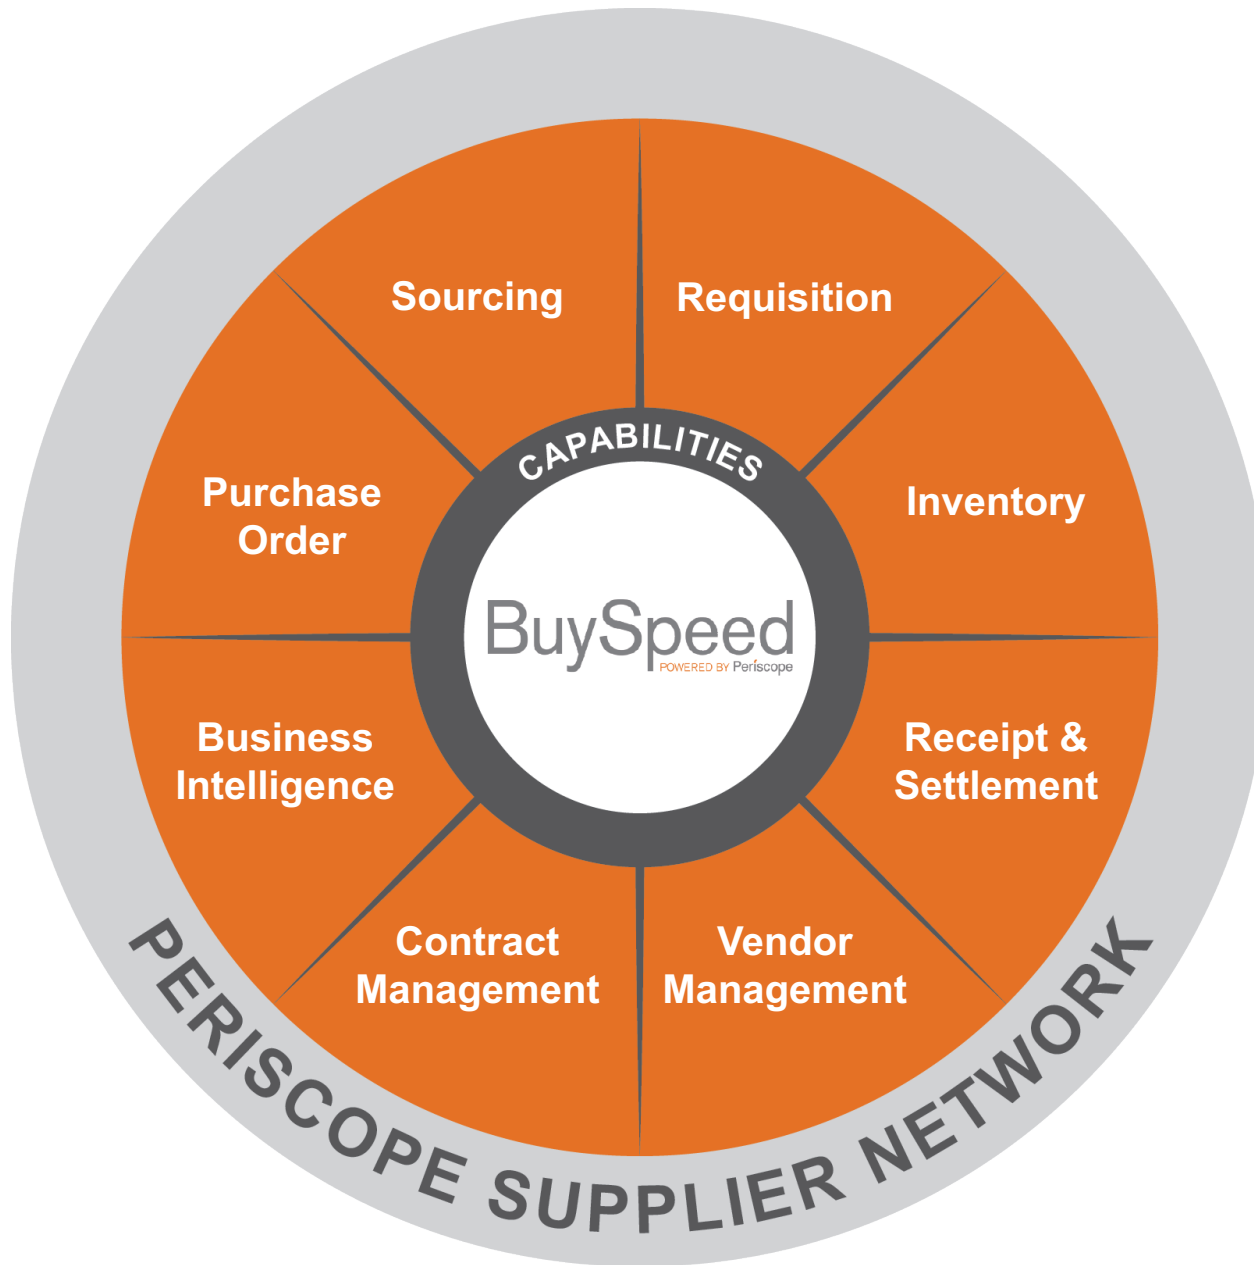 Sourcing
Requisition
Inventory
Receipt &
Settlement
Vendor
Management
Contract
Management
Business
Intelligence
Purchase
Order
CAPABILITIES
BuySpeed
POWERED BY Periscope
PERISCOPE SUPPLIER NETWORK